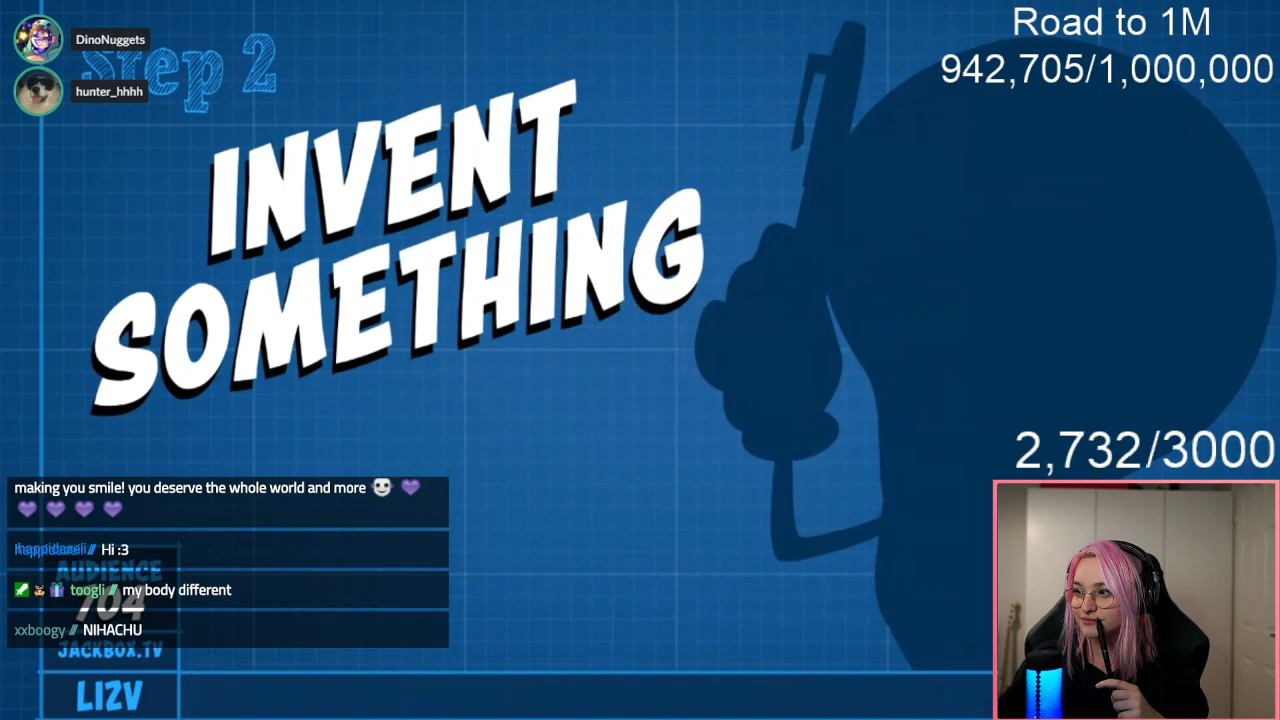 Road to 1M
942,705/1,000,000
DinoNuggets
Step 2
hunter_hhhh
INVENT
SOMETHING
2,732/3000
making you smile! you deserve the whole world and more
// Hi :3
AUDIENCE
toogli // my body different
704
xxboogy // NIHACHU
JACKBOX.TV
LIZV